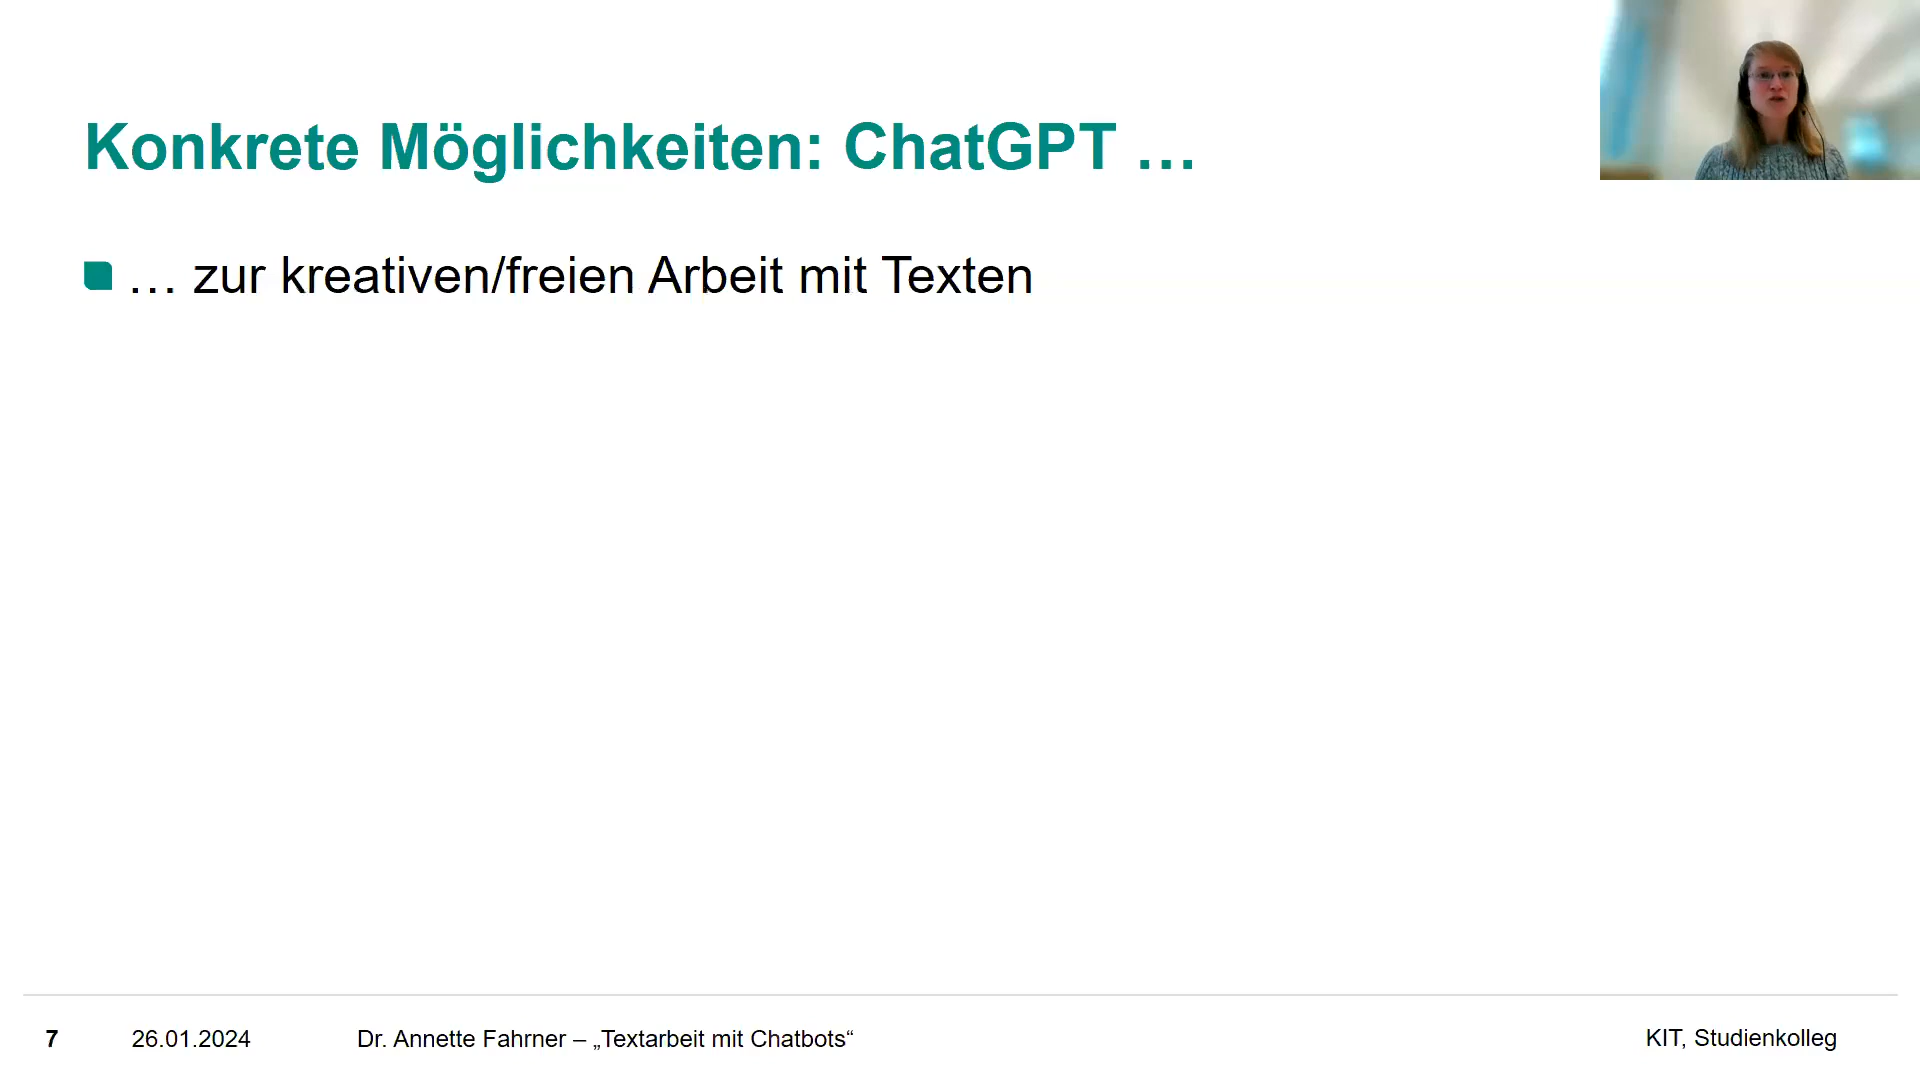 Konkrete Möglichkeiten: ChatGPT …
… zur kreativen/freien Arbeit mit Texten
7 26.01.2024 Dr. Annette Fahrner – „Textarbeit mit Chatbots“ KIT, Studienkolleg